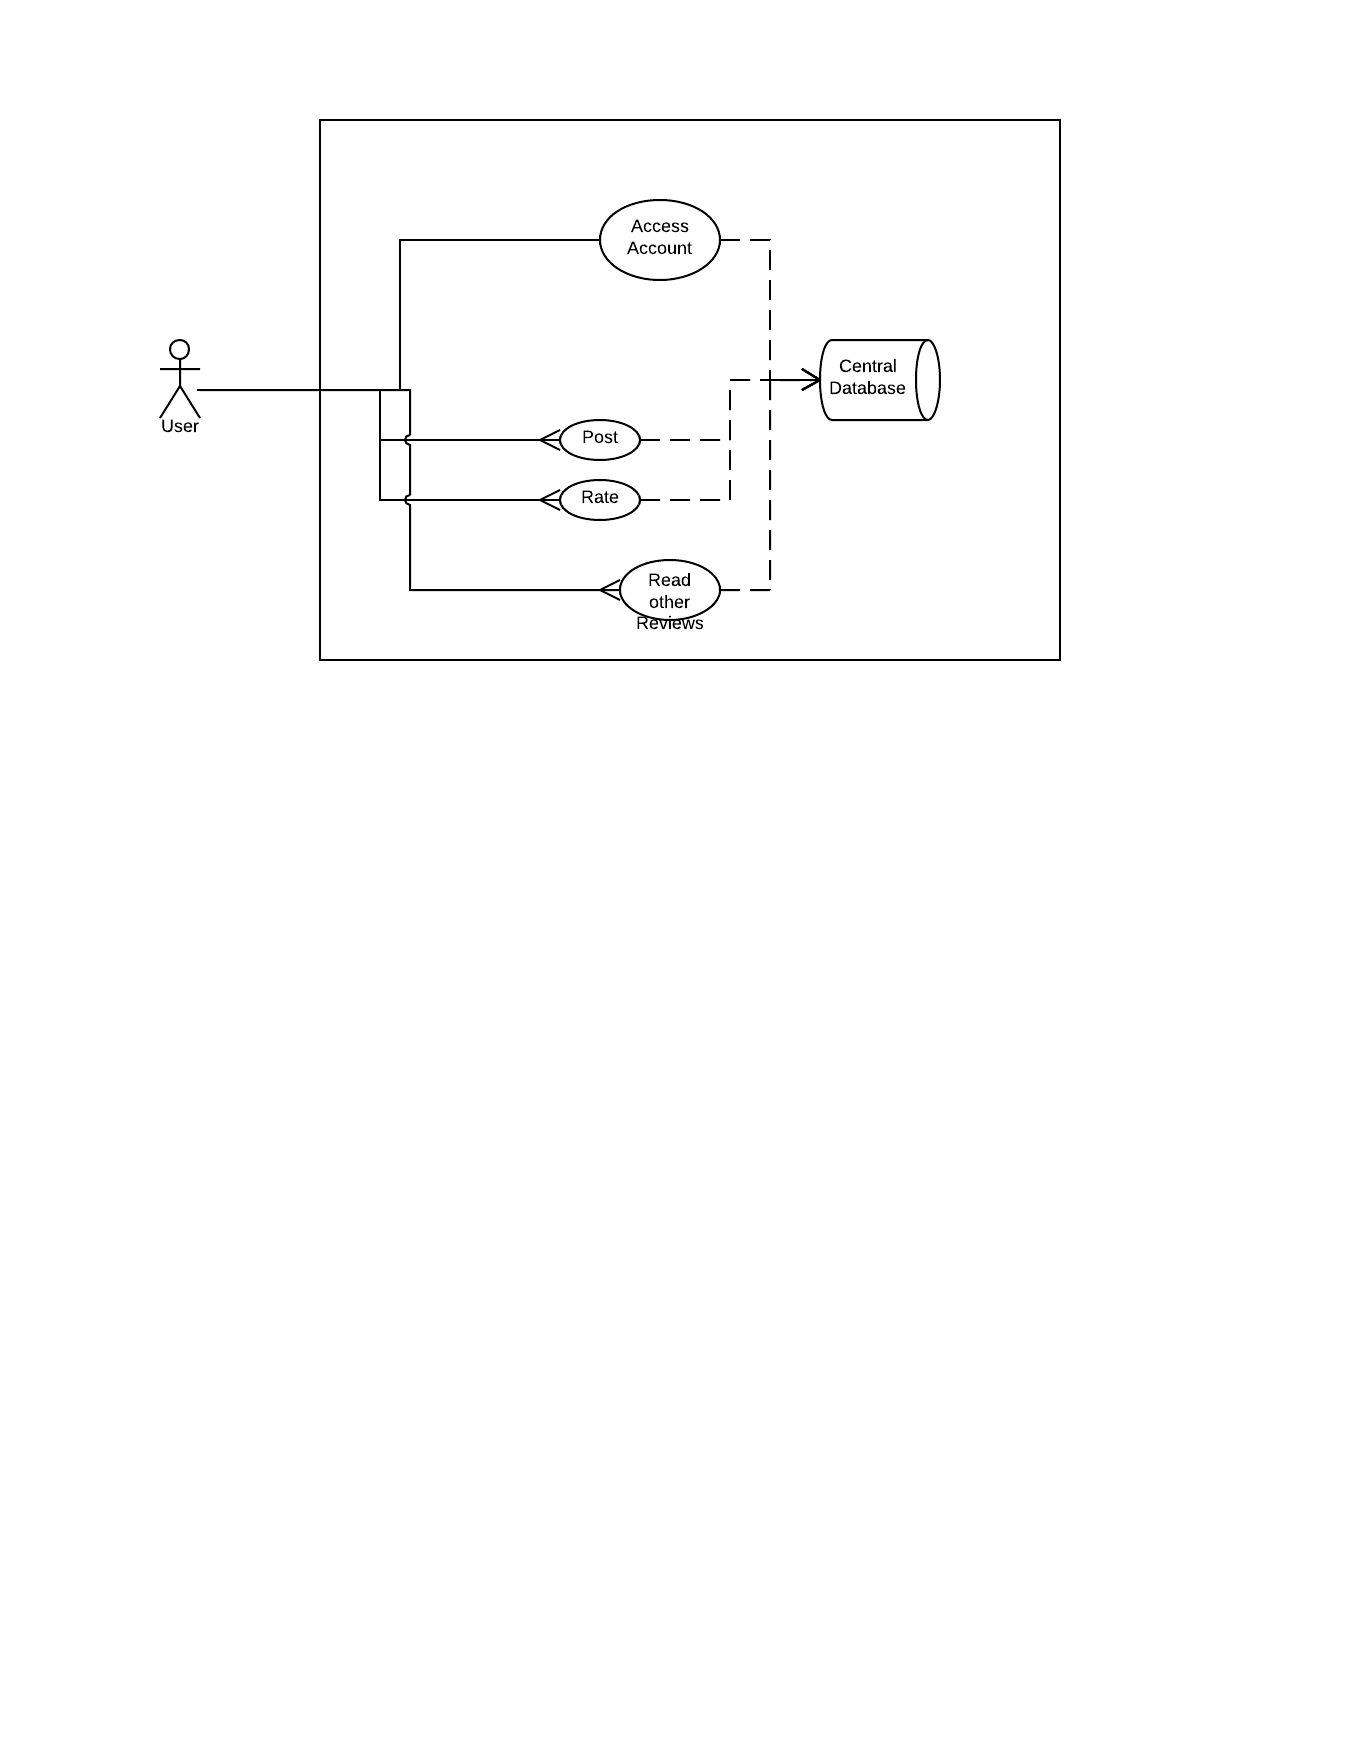 Access
Account
User
Central
Database
Post
Rate
Read
other
Reviews